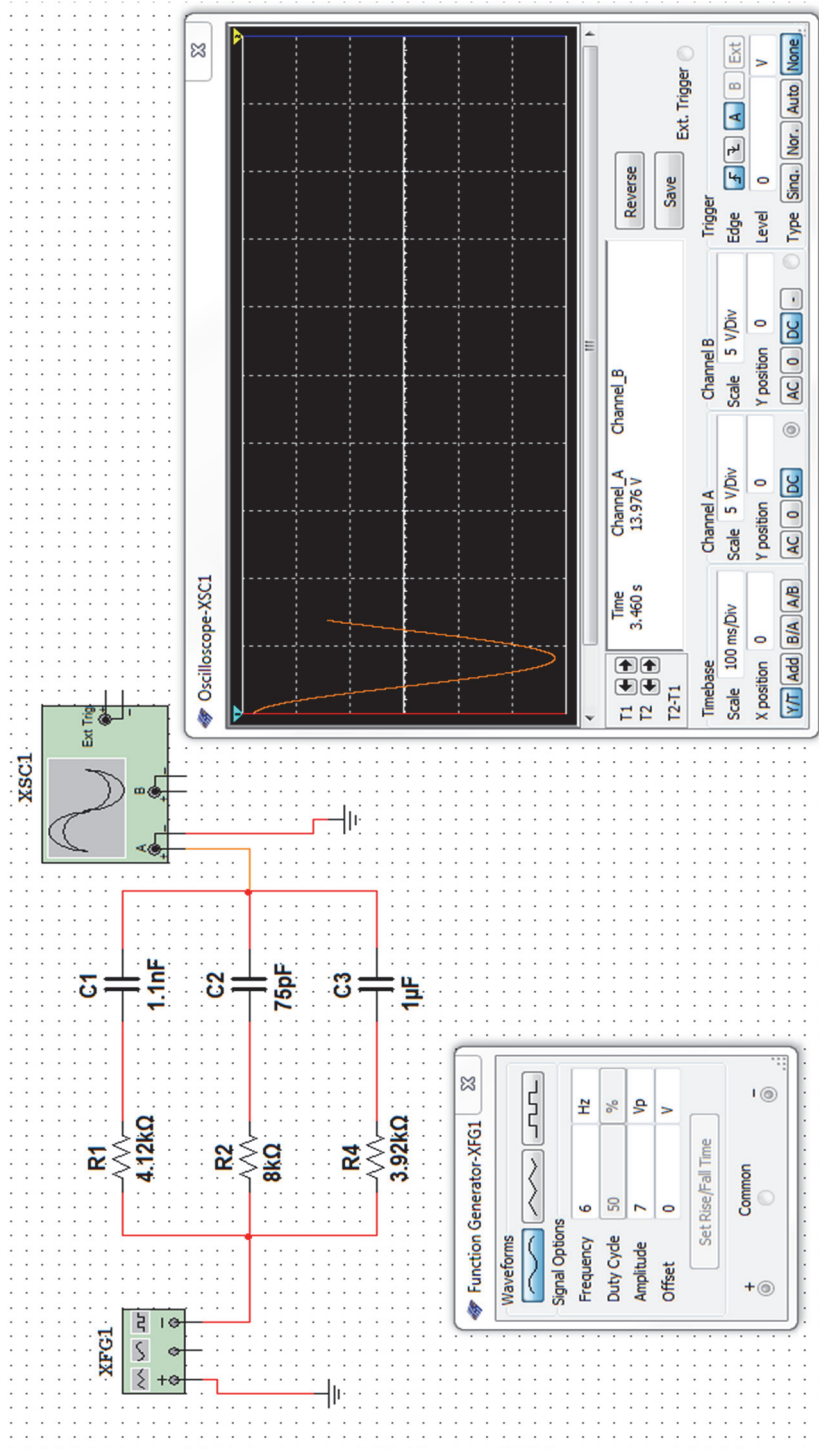 XFG1
+
−
R1
4.12kΩ
C1
1.1nF
R2
8kΩ
C2
75pF
R4
3.92kΩ
C3
1µF
XSC1
A
B
Ext Trig
+
−
+
−
+
−
Function Generator-XFG1
Waveforms
Signal Options
Frequency 6 Hz
Duty Cycle 50 %
Amplitude 7 Vp
Offset 0 V
Set Rise/Fall Time
+ Common −
Oscilloscope-XSC1
Time Channel_A Channel_B
T1 3.460 s 13.976 V
T2
T2-T1
Reverse
Save
Ext. Trigger
Timebase
Scale 100 ms/Div
X position 0
Y/T Add B/A A/B
Channel A
Scale 5 V/Div
Y position 0
AC 0 DC
Channel B
Scale 5 V/Div
Y position 0
AC 0 DC -
Trigger
Edge A B Ext
Level 0 V
Type Sing. Nor. Auto None